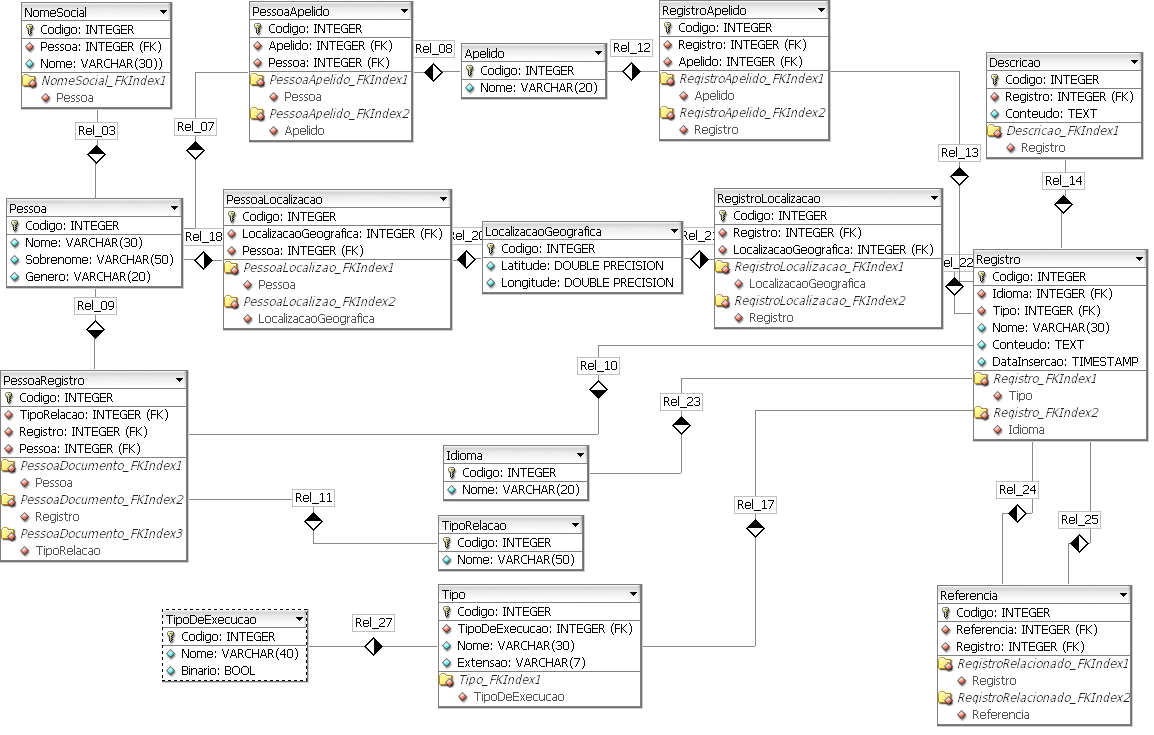 NomeSocial
Codigo: INTEGER
Pessoa: INTEGER (FK)
Nome: VARCHAR(30))
NomeSocial_FKIndex1
Pessoa
PessoaApelido
Codigo: INTEGER
Apelido: INTEGER (FK)
Pessoa: INTEGER (FK)
PessoaApelido_FKIndex1
Pessoa
PessoaApelido_FKIndex2
Apelido
Rel_08
Apelido
Codigo: INTEGER
Nome: VARCHAR(20)
Rel_12
RegistroApelido
Codigo: INTEGER
Registro: INTEGER (FK)
Apelido: INTEGER (FK)
RegistroApelido_FKIndex1
Apelido
RegistroApelido_FKIndex2
Registro
Descricao
Codigo: INTEGER
Registro: INTEGER (FK)
Conteudo: TEXT
Descricao_FKIndex1
Registro
Rel_03
Rel_07
Rel_13
Rel_14
Pessoa
Codigo: INTEGER
Nome: VARCHAR(30)
Sobrenome: VARCHAR(50)
Genero: VARCHAR(20)
Rel_18
PessoaLocalizacao
Codigo: INTEGER
LocalizacaoGeografica: INTEGER (FK)
Pessoa: INTEGER (FK)
PessoaLocalizao_FKIndex1
Pessoa
PessoaLocalizao_FKIndex2
LocalizacaoGeografica
LocalizacaoGeografica
Codigo: INTEGER
Latitude: DOUBLE PRECISION
Longitude: DOUBLE PRECISION
RegistroLocalizacao
Codigo: INTEGER
Registro: INTEGER (FK)
LocalizacaoGeografica: INTEGER (FK)
RegistroLocalizacao_FKIndex1
LocalizacaoGeografica
RegistroLocalizacao_FKIndex2
Registro
el_22
Registro
Codigo: INTEGER
Idioma: INTEGER (FK)
Tipo: INTEGER (FK)
Nome: VARCHAR(30)
Conteudo: TEXT
DataInsercao: TIMESTAMP
Registro_FKIndex1
Tipo
Registro_FKIndex2
Idioma
Rel_09
Rel_10
Rel_23
PessoaRegistro
Codigo: INTEGER
TipoRelacao: INTEGER (FK)
Registro: INTEGER (FK)
Pessoa: INTEGER (FK)
PessoaDocumento_FKIndex1
Pessoa
PessoaDocumento_FKIndex2
Registro
PessoaDocumento_FKIndex3
TipoRelacao
Rel_11
Idioma
Codigo: INTEGER
Nome: VARCHAR(20)
TipoRelacao
Codigo: INTEGER
Nome: VARCHAR(50)
Rel_17
Rel_24
Rel_25
TipoDeExecucao
Codigo: INTEGER
Nome: VARCHAR(40)
Binario: BOOL
Rel_27
Tipo
Codigo: INTEGER
TipoDeExecucao: INTEGER (FK)
Nome: VARCHAR(30)
Extensao: VARCHAR(7)
Tipo_FKIndex1
TipoDeExecucao
Referencia
Codigo: INTEGER
Referencia: INTEGER (FK)
Registro: INTEGER (FK)
RegistroRelacionado_FKIndex1
Registro
RegistroRelacionado_FKIndex2
Referencia